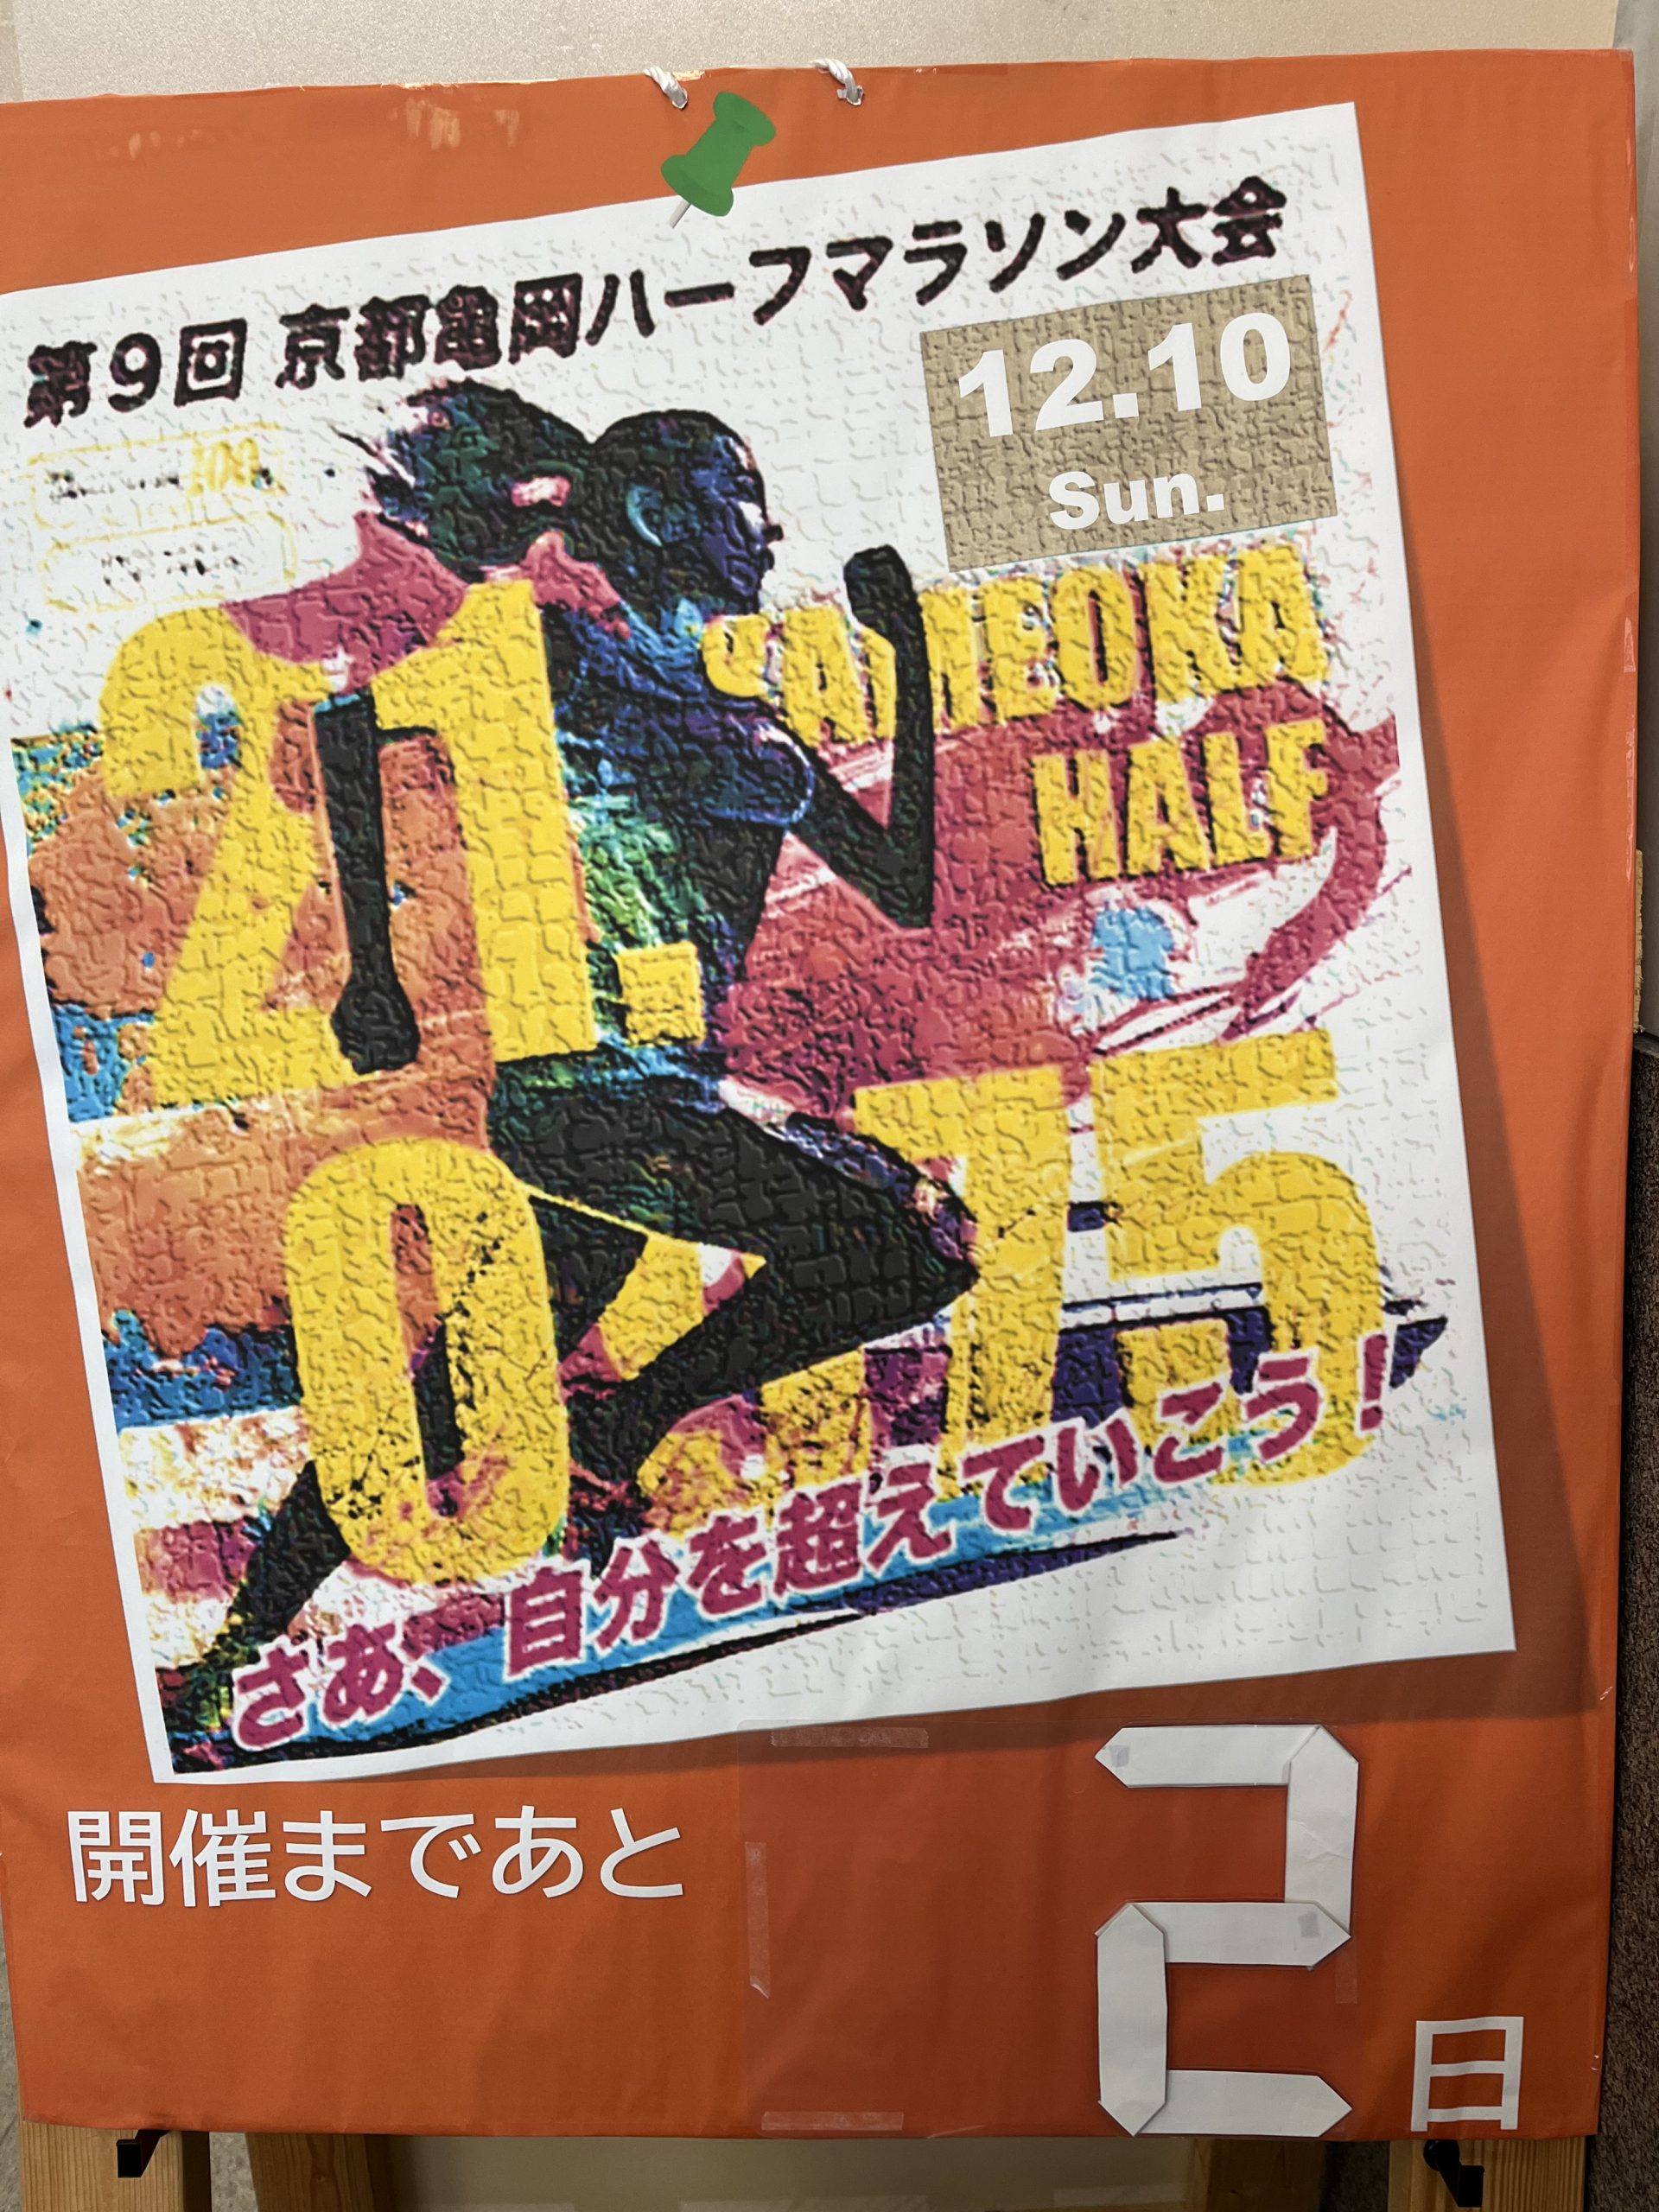 第9回 京都亀岡ハーフマラソン大会
12.10
Sun.
KAMEOKA
HALF
21.
0975
さあ、自分を超えていこう!
開催まであと
2
日